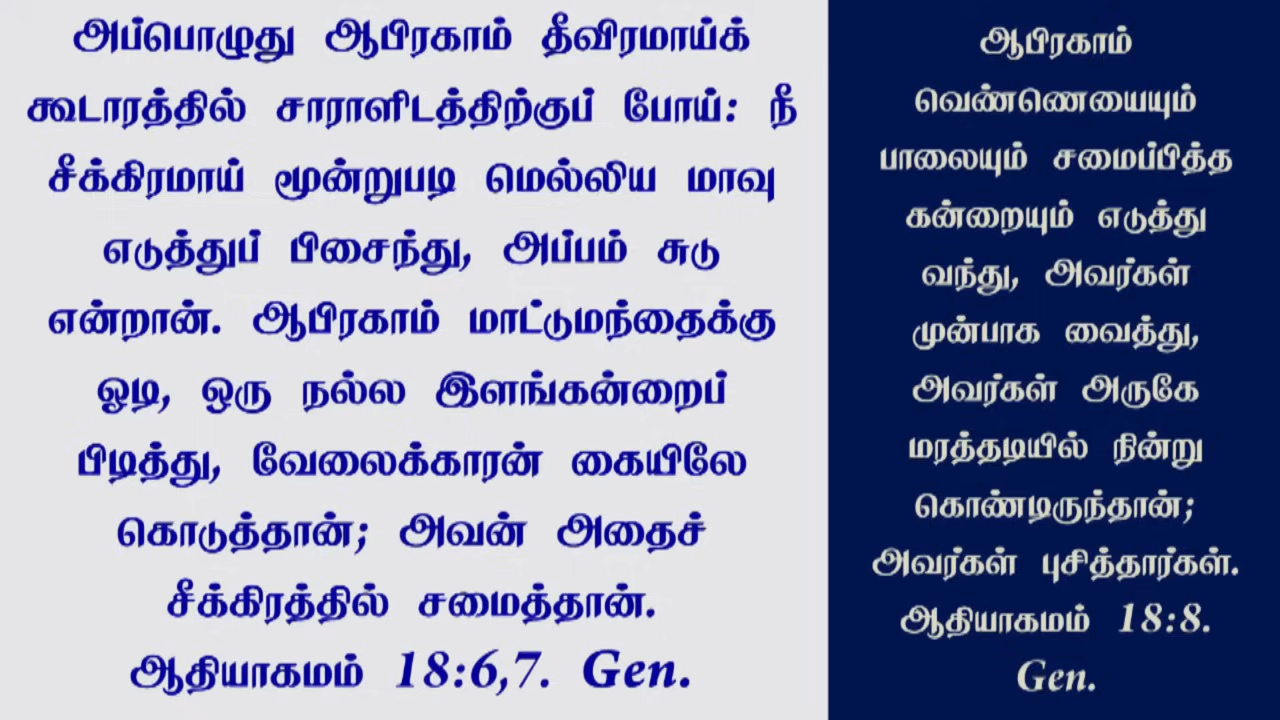 அப்பொழுது ஆபிரகாம் தீவிரமாய்க்
கூடாரத்தில் சாராளிடத்திற்குப் போய்: நீ
சீக்கிரமாய் மூன்றுபடி மெல்லிய மாவு
எடுத்துப் பிசைந்து, அப்பம் சுடு
என்றான். ஆபிரகாம் மாட்டுமந்தைக்கு
ஓடி, ஒரு நல்ல இளங்கன்றைப்
பிடித்து, வேலைக்காரன் கையிலே
கொடுத்தான்; அவன் அதைச்
சீக்கிரத்தில் சமைத்தான்.
ஆதியாகமம் 18:6,7. Gen.
ஆபிரகாம்
வெண்ணெயையும்
பாலையும் சமைப்பித்த
கன்றையும் எடுத்து
வந்து, அவர்கள்
முன்பாக வைத்து,
அவர்கள் அருகே
மரத்தடியில் நின்று
கொண்டிருந்தான்;
அவர்கள் புசித்தார்கள்.
ஆதியாகமம் 18:8.
Gen.